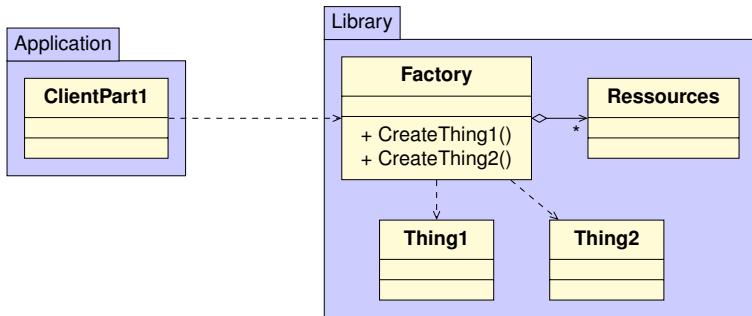 Application
ClientPart1
Library
Factory
+ CreateThing1()
+ CreateThing2()
*
Ressources
Thing1
Thing2